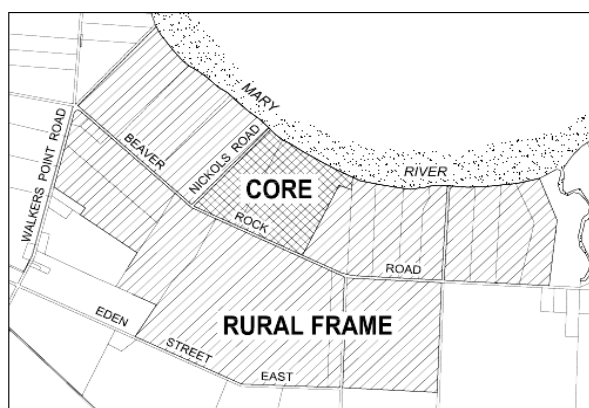 MARY
RIVER
WALKERS POINT ROAD
BEAVER
NICKOLS ROAD
CORE
ROCK
ROAD
RURAL FRAME
EDEN
STREET
EAST